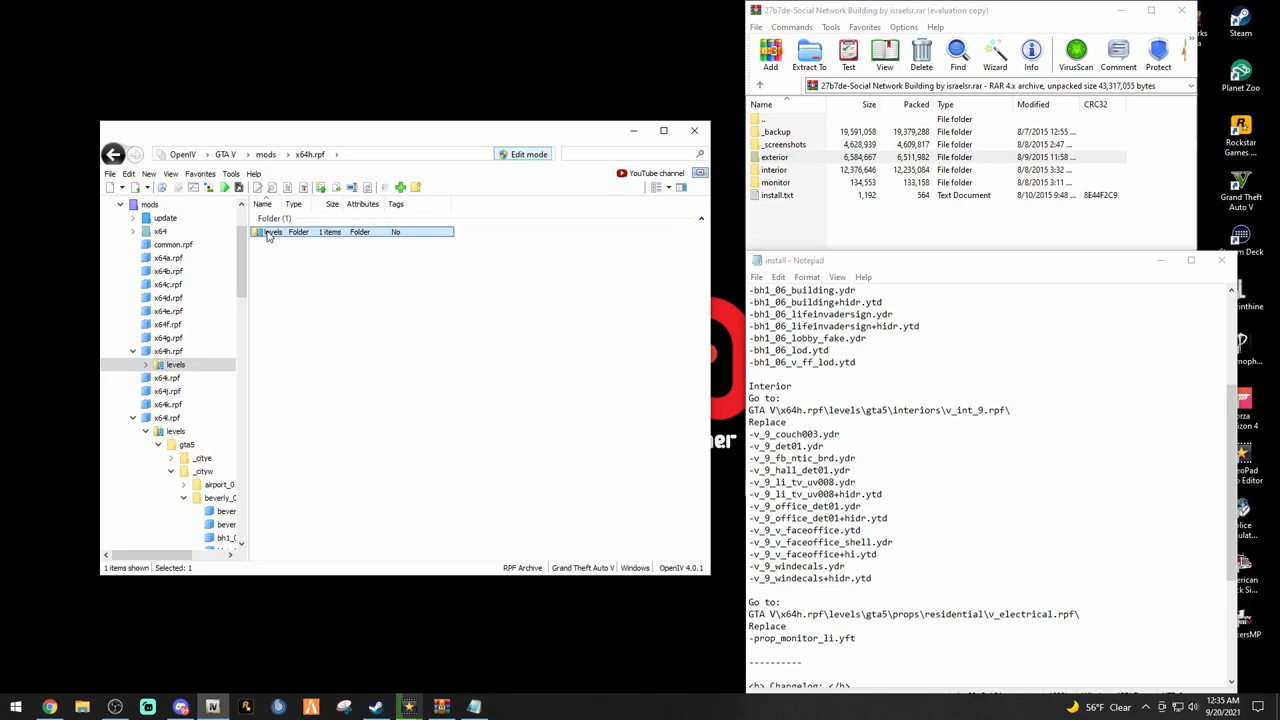 27b7de-Social Network Building by israelsr.rar (evaluation copy)
File Commands Tools Favorites Options Help
Add Extract To Test View Delete Find Wizard Info VirusScan Comment Protect
27b7de-Social Network Building by israelsr.rar - RAR 4.x archive, unpacked size 43,317,055 bytes
Name Size Packed Type Modified CRC32
.. File folder
_backup 19,591,058 19,379,288 File folder 8/7/2015 12:55 ...
_screenshots 4,628,939 4,609,817 File folder 8/8/2015 2:47 ...
exterior 6,584,667 6,511,982 File folder 8/9/2015 11:58 ...
interior 12,376,646 12,235,084 File folder 8/8/2015 3:32 ...
monitor 134,553 133,158 File folder 8/8/2015 3:11 ...
install.txt 1,192 564 Text Document 8/10/2015 9:48 ... 8E44F2C9
OpenIV GTA V mods x64h.rpf
Edit mode
File Edit View New View Favorites Tools Help
YouTube channel
Name Type Size Attributes Tags
Folder (1)
levels Folder 1 items Folder No
mods
update
x64
common.rpf
x64a.rpf
x64b.rpf
x64c.rpf
x64d.rpf
x64e.rpf
x64f.rpf
x64g.rpf
x64h.rpf
levels
x64i.rpf
x64j.rpf
x64k.rpf
x64l.rpf
levels
gta5
_citye
_cityw
airport_0
beverly_0
bever
bever
bh1_0
1 items shown Selected: 1
RPF Archive Grand Theft Auto V Windows OpenIV 4.0.1
install - Notepad
File Edit Format View Help
-bh1_06_building.ydr
-bh1_06_building+hidr.ytd
-bh1_06_lifeinvadersign.ydr
-bh1_06_lifeinvadersign+hidr.ytd
-bh1_06_lobby_fake.ydr
-bh1_06_lod.ytd
-bh1_06_v_ff_lod.ytd
Interior
Go to:
GTA V\x64h.rpf\levels\gta5\interiors\v_int_9.rpf\
Replace
-v_9_couch003.ydr
-v_9_det01.ydr
-v_9_fb_ntic_brd.ydr
-v_9_hall_det01.ydr
-v_9_li_tv_uv008.ydr
-v_9_li_tv_uv008+hidr.ytd
-v_9_office_det01.ydr
-v_9_office_det01+hidr.ytd
-v_9_v_faceoffice.ytd
-v_9_v_faceoffice_shell.ydr
-v_9_v_faceoffice+hi.ytd
-v_9_windecals.ydr
-v_9_windecals+hidr.ytd
Go to:
GTA V\x64h.rpf\levels\gta5\props\residential\v_electrical.rpf\
Replace
-prop_monitor_li.yft
----------
<b> Changelog: </b>
Steam
Planet Zoo
Rockstar
Games ...
Grand Theft
Auto V
56°F Clear
12:35 AM
9/20/2021